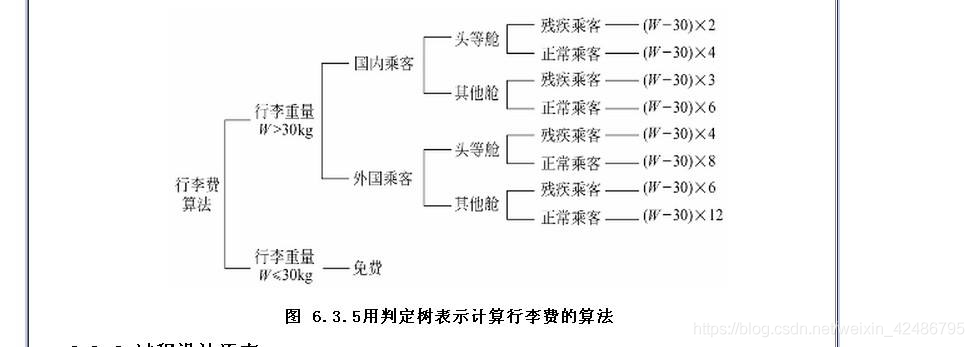 头等舱 残疾乘客 (W-30)×2
正常乘客 (W-30)×4
国内乘客
其他舱 残疾乘客 (W-30)×3
正常乘客 (W-30)×6
行李重量
W>30kg
头等舱 残疾乘客 (W-30)×4
正常乘客 (W-30)×8
外国乘客
其他舱 残疾乘客 (W-30)×6
正常乘客 (W-30)×12
行李费
算法
行李重量
W≤30kg
免费
图 6.3.5用判定树表示计算行李费的算法
https://blog.csdn.net/weixin_42486795